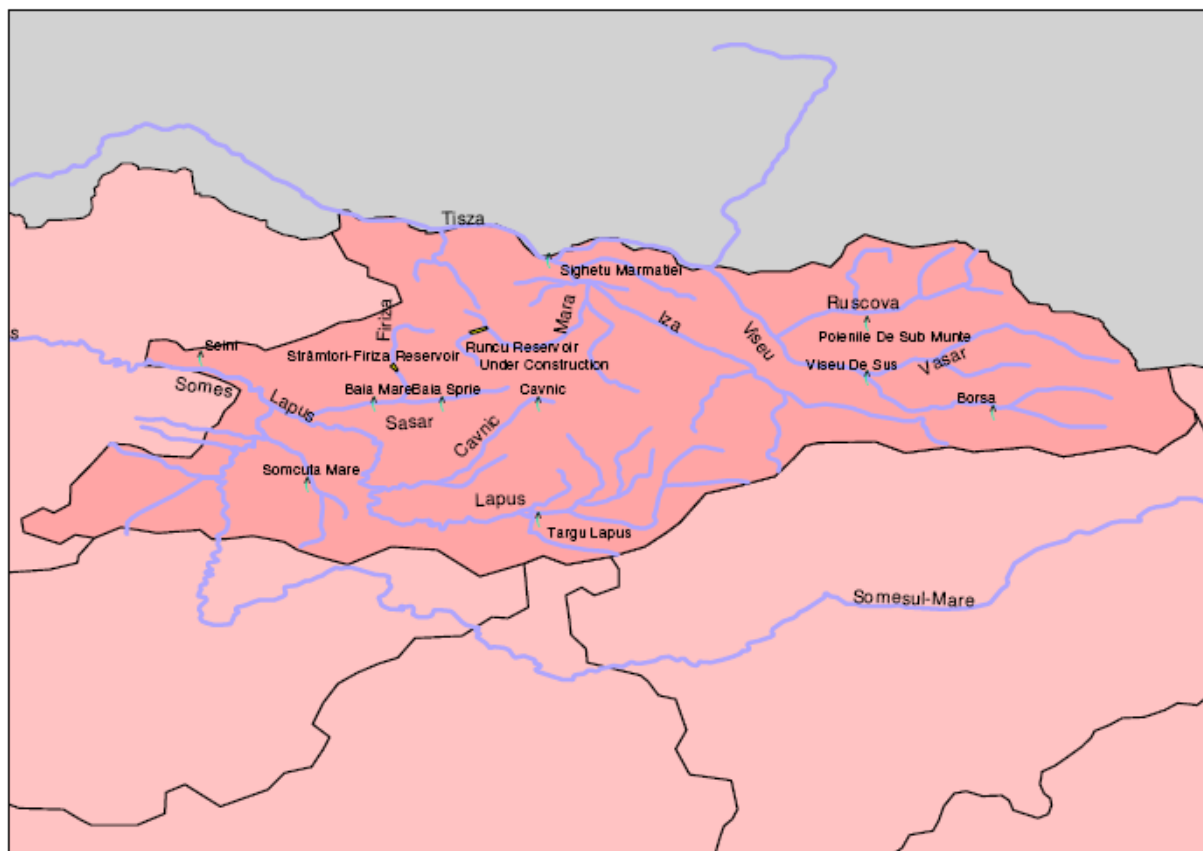 Tisza
Sighetu Marmatiei
Ruscova
Firiza
Mara
Iza
Viseu
s
Seini
Strâmtori-Firiza Reservoir
Runcu Reservoir
Under Construction
Poienile De Sub Munte
Viseu De Sus
Vasar
Somes
Lapus
Baia Mare
Baia Sprie
Cavnic
Borsa
Sasar
Cavnic
Somcuta Mare
Lapus
Targu Lapus
Somesul-Mare